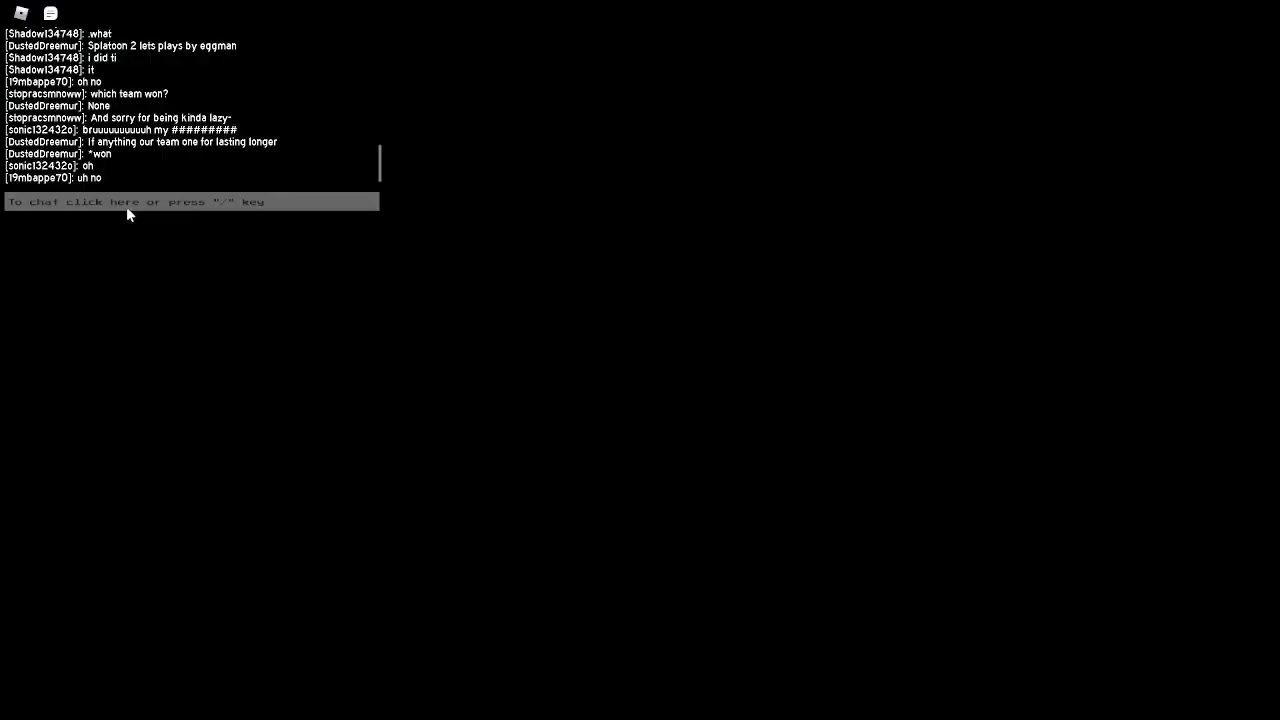 [Shadow134748]: .what
[DustedDreemur]: Splatoon 2 lets plays by eggman
[Shadow134748]: i did ti
[Shadow134748]: it
[19mbappe70]: oh no
[stopracsmnoww]: which team won?
[DustedDreemur]: None
[stopracsmnoww]: And sorry for being kinda lazy-
[sonic132432o]: bruuuuuuuuuh my #########
[DustedDreemur]: If anything our team one for lasting longer
[DustedDreemur]: *won
[sonic132432o]: oh
[19mbappe70]: uh no
To chat click here or press "/" key